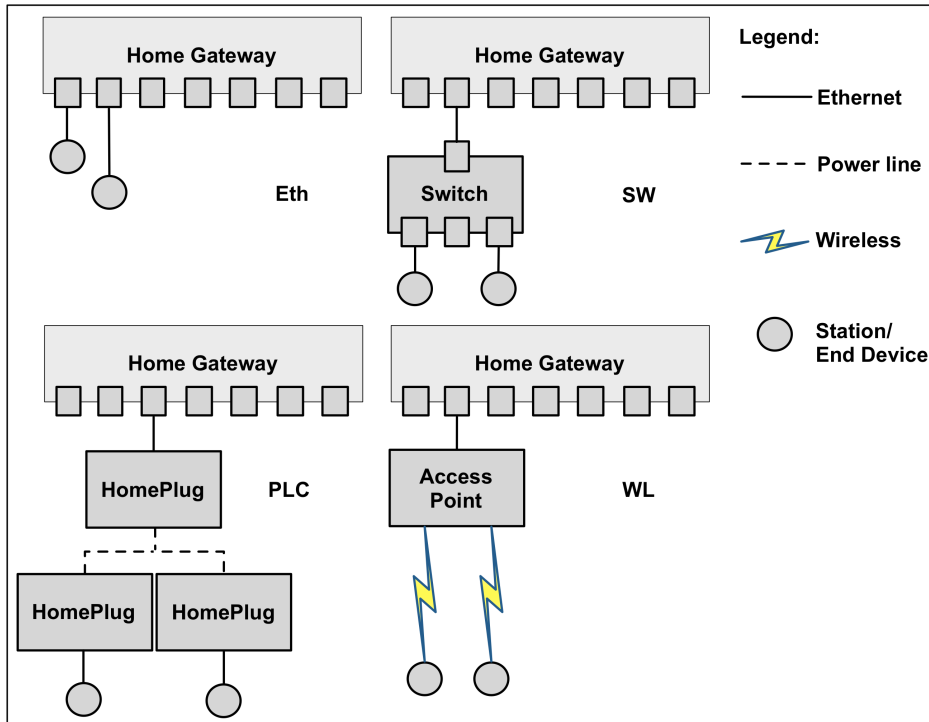 Home Gateway
Eth
Home Gateway
Switch
SW
Home Gateway
HomePlug
PLC
HomePlug
HomePlug
Home Gateway
Access
Point
WL
Legend:
Ethernet
Power line
Wireless
Station/
End Device